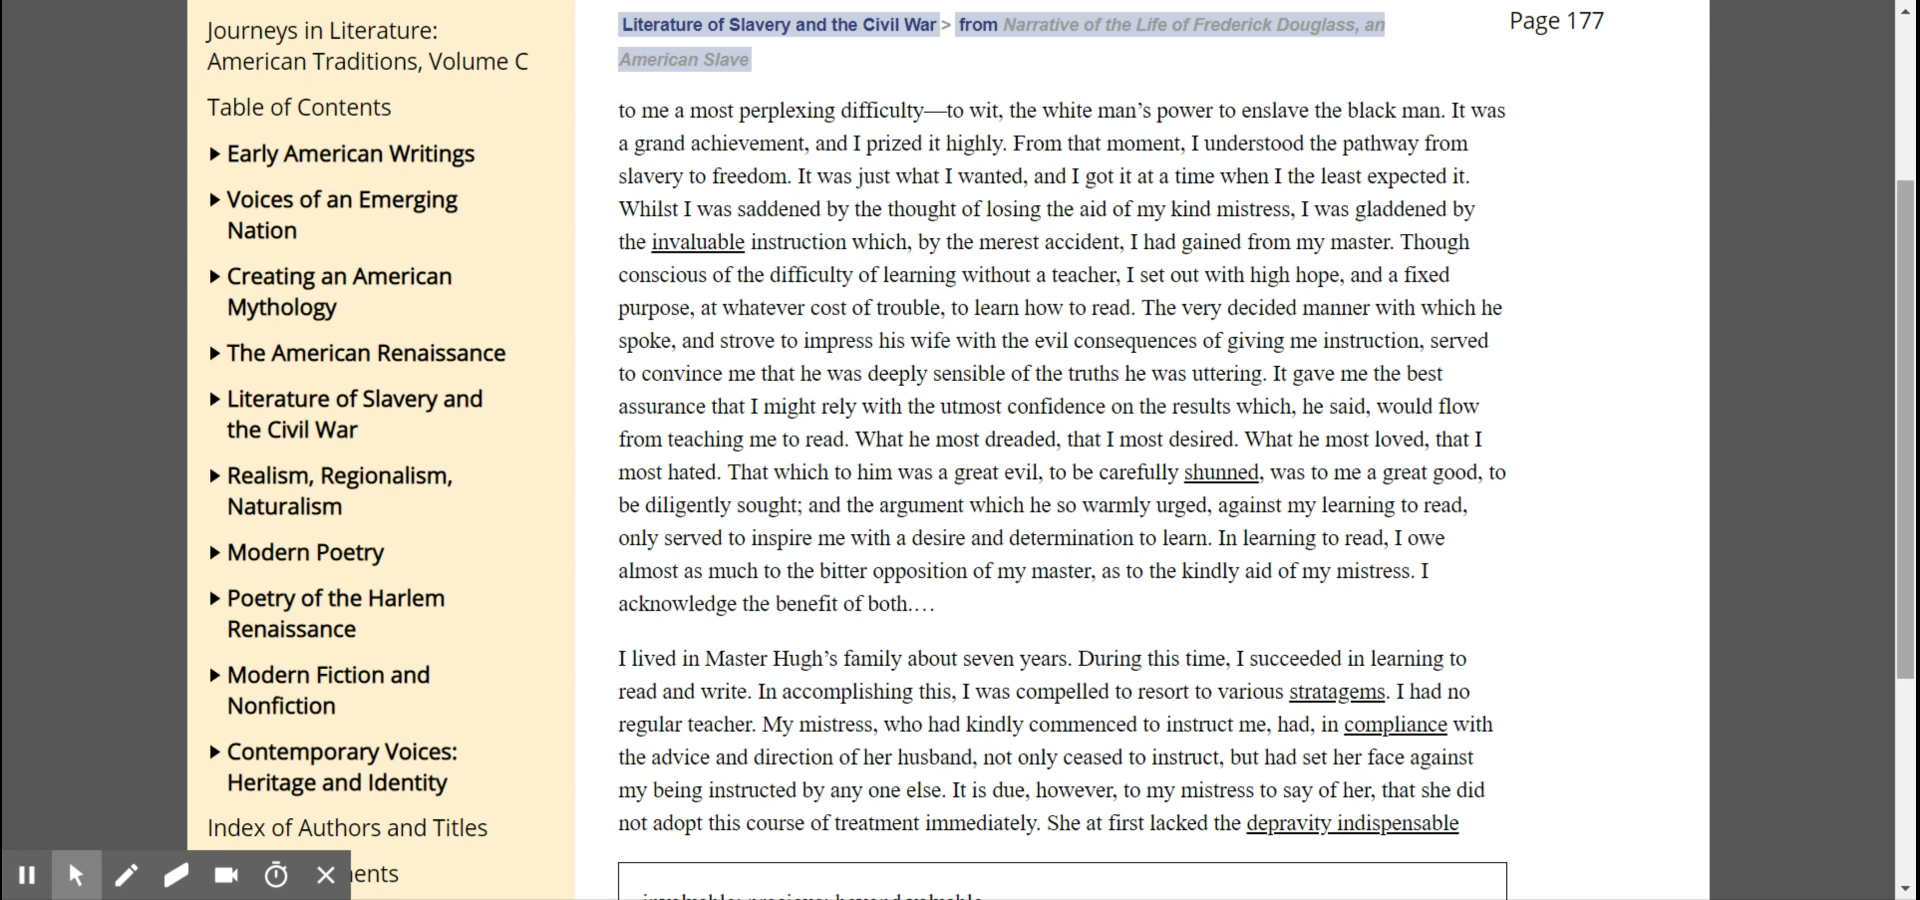 Journeys in Literature:
American Traditions, Volume C
Table of Contents
Early American Writings
Voices of an Emerging
Nation
Creating an American
Mythology
The American Renaissance
Literature of Slavery and
the Civil War
Realism, Regionalism,
Naturalism
Modern Poetry
Poetry of the Harlem
Renaissance
Modern Fiction and
Nonfiction
Contemporary Voices:
Heritage and Identity
Index of Authors and Titles
Literature of Slavery and the Civil War > from Narrative of the Life of Frederick Douglass, an
American Slave
Page 177
to me a most perplexing difficulty—to wit, the white man’s power to enslave the black man. It was
a grand achievement, and I prized it highly. From that moment, I understood the pathway from
slavery to freedom. It was just what I wanted, and I got it at a time when I the least expected it.
Whilst I was saddened by the thought of losing the aid of my kind mistress, I was gladdened by
the invaluable instruction which, by the merest accident, I had gained from my master. Though
conscious of the difficulty of learning without a teacher, I set out with high hope, and a fixed
purpose, at whatever cost of trouble, to learn how to read. The very decided manner with which he
spoke, and strove to impress his wife with the evil consequences of giving me instruction, served
to convince me that he was deeply sensible of the truths he was uttering. It gave me the best
assurance that I might rely with the utmost confidence on the results which, he said, would flow
from teaching me to read. What he most dreaded, that I most desired. What he most loved, that I
most hated. That which to him was a great evil, to be carefully shunned, was to me a great good, to
be diligently sought; and the argument which he so warmly urged, against my learning to read,
only served to inspire me with a desire and determination to learn. In learning to read, I owe
almost as much to the bitter opposition of my master, as to the kindly aid of my mistress. I
acknowledge the benefit of both.…
I lived in Master Hugh’s family about seven years. During this time, I succeeded in learning to
read and write. In accomplishing this, I was compelled to resort to various stratagems. I had no
regular teacher. My mistress, who had kindly commenced to instruct me, had, in compliance with
the advice and direction of her husband, not only ceased to instruct, but had set her face against
my being instructed by any one else. It is due, however, to my mistress to say of her, that she did
not adopt this course of treatment immediately. She at first lacked the depravity indispensable